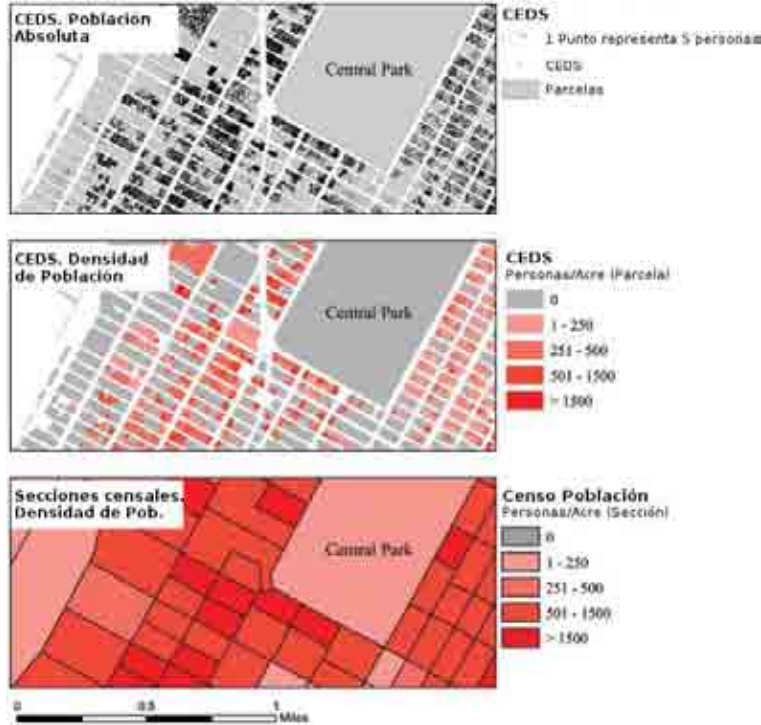 CEDS. Población
Absoluta
Central Park
CEDS
1 Punto representa 5 personas
CEDS
Parcelas
CEDS. Densidad
de Población
Central Park
CEDS
Personas/Acre (Parcela)
0
1 - 250
251 - 500
501 - 1500
> 1500
Secciones censales.
Densidad de Pob.
Central Park
Censo Población
Personas/Acre (Sección)
0
1 - 250
251 - 500
501 - 1500
> 1500
0 0.5 1
Miles